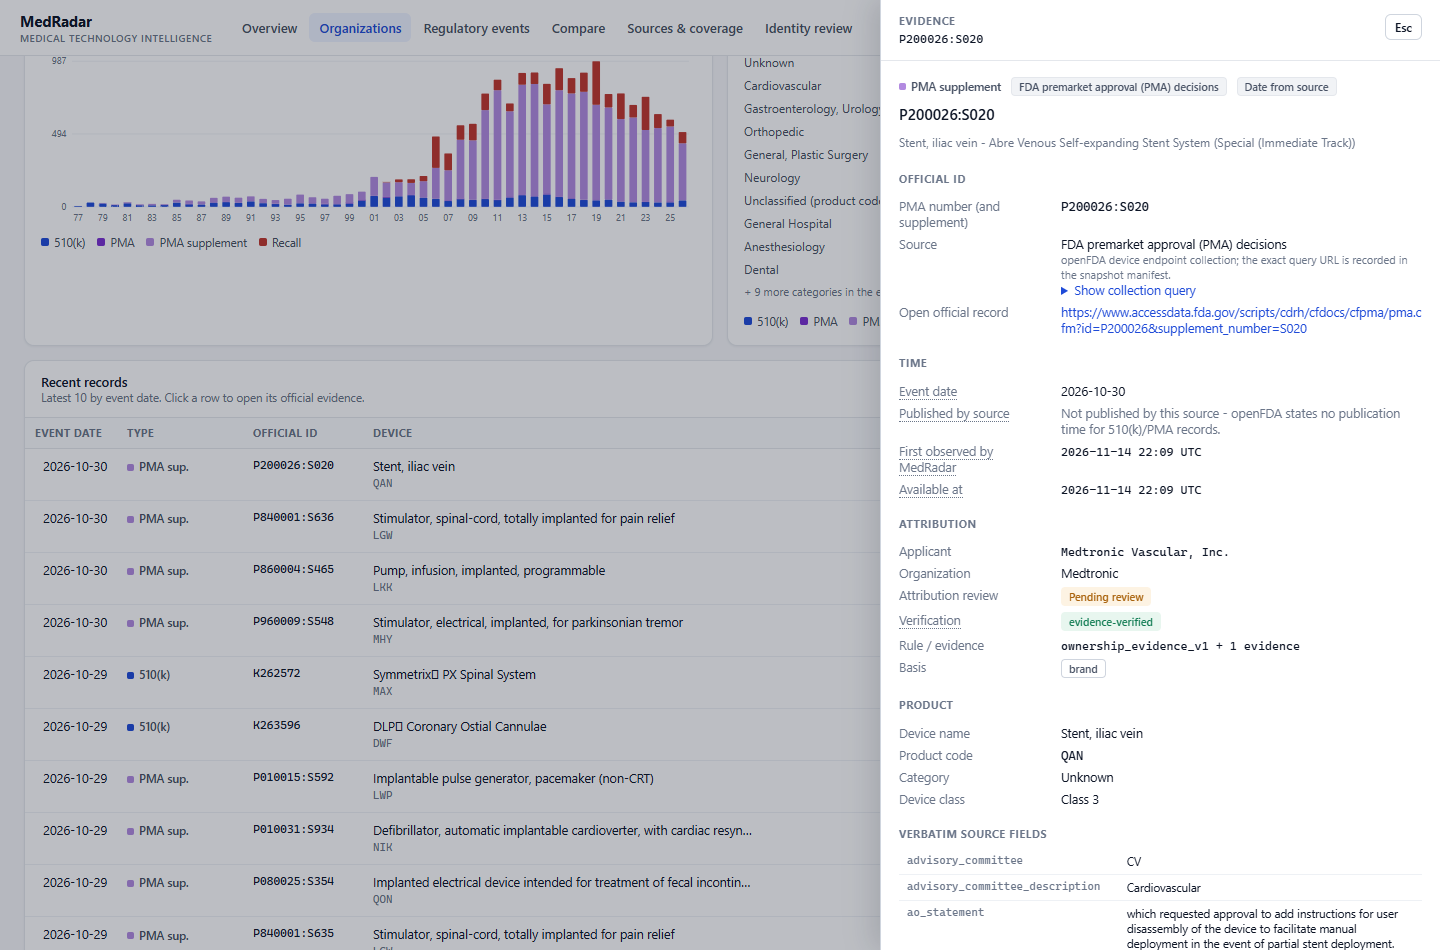 MedRadar
MEDICAL TECHNOLOGY INTELLIGENCE
Overview
Organizations
Regulatory events
Compare
Sources & coverage
Identity review
987
494
0
77 79 81 83 85 87 89 91 93 95 97 99 01 03 05 07 09 11 13 15 17 19 21 23 25
510(k) PMA PMA supplement Recall
Unknown
Cardiovascular
Gastroenterology, Urology
Orthopedic
General, Plastic Surgery
Neurology
Unclassified (product code
General Hospital
Anesthesiology
Dental
+ 9 more categories in the e
510(k) PMA PM
Recent records
Latest 10 by event date. Click a row to open its official evidence.
EVENT DATE TYPE OFFICIAL ID DEVICE
2026-10-30 PMA sup. P200026:S020 Stent, iliac vein
QAN
2026-10-30 PMA sup. P840001:S636 Stimulator, spinal-cord, totally implanted for pain relief
LGW
2026-10-30 PMA sup. P860004:S465 Pump, infusion, implanted, programmable
LKK
2026-10-30 PMA sup. P960009:S548 Stimulator, electrical, implanted, for parkinsonian tremor
MHY
2026-10-29 510(k) K262572 Symmetrix▯ PX Spinal System
MAX
2026-10-29 510(k) K263596 DLP▯ Coronary Ostial Cannulae
DWF
2026-10-29 PMA sup. P010015:S592 Implantable pulse generator, pacemaker (non-CRT)
LWP
2026-10-29 PMA sup. P010031:S934 Defibrillator, automatic implantable cardioverter, with cardiac resyn...
NIK
2026-10-29 PMA sup. P080025:S354 Implanted electrical device intended for treatment of fecal incontin...
QON
2026-10-29 PMA sup. P840001:S635 Stimulator, spinal-cord, totally implanted for pain relief
LGW
EVIDENCE
P200026:S020
Esc
PMA supplement FDA premarket approval (PMA) decisions Date from source
P200026:S020
Stent, iliac vein - Abre Venous Self-expanding Stent System (Special (Immediate Track))
OFFICIAL ID
PMA number (and supplement) P200026:S020
Source FDA premarket approval (PMA) decisions
openFDA device endpoint collection; the exact query URL is recorded in
the snapshot manifest.
Show collection query
Open official record https://www.accessdata.fda.gov/scripts/cdrh/cfdocs/cfpma/pma.c
fm?id=P200026&supplement_number=S020
TIME
Event date 2026-10-30
Published by source Not published by this source - openFDA states no publication
time for 510(k)/PMA records.
First observed by MedRadar 2026-11-14 22:09 UTC
Available at 2026-11-14 22:09 UTC
ATTRIBUTION
Applicant Medtronic Vascular, Inc.
Organization Medtronic
Attribution review Pending review
Verification evidence-verified
Rule / evidence ownership_evidence_v1 + 1 evidence
Basis brand
PRODUCT
Device name Stent, iliac vein
Product code QAN
Category Unknown
Device class Class 3
VERBATIM SOURCE FIELDS
advisory_committee CV
advisory_committee_description Cardiovascular
ao_statement which requested approval to add instructions for user
disassembly of the device to facilitate manual
deployment in the event of partial stent deployment.